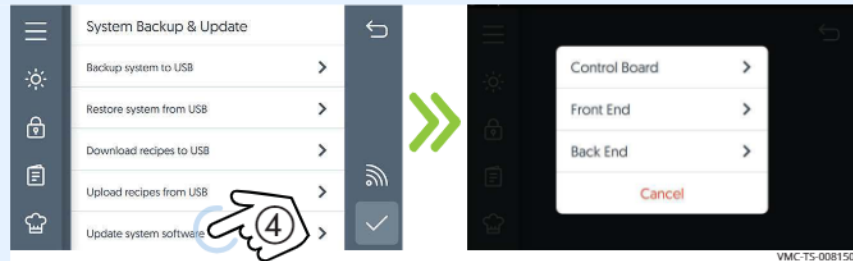 System Backup & Update
Backup system to USB
Restore system from USB
Download recipes to USB
Upload recipes from USB
Update system software
4
Control Board
Front End
Back End
Cancel
VMC-TS-008150